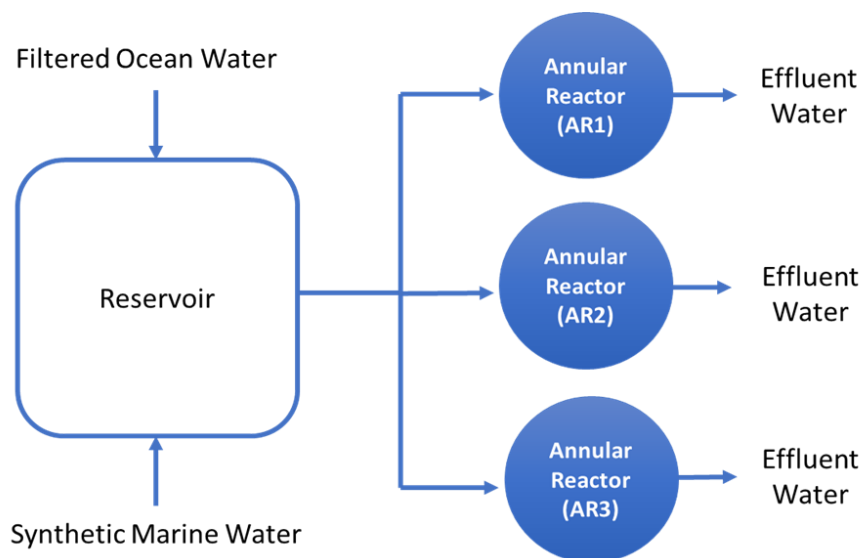 Filtered Ocean Water
Reservoir
Synthetic Marine Water
Annular
Reactor
(AR1)
Effluent
Water
Annular
Reactor
(AR2)
Effluent
Water
Annular
Reactor
(AR3)
Effluent
Water